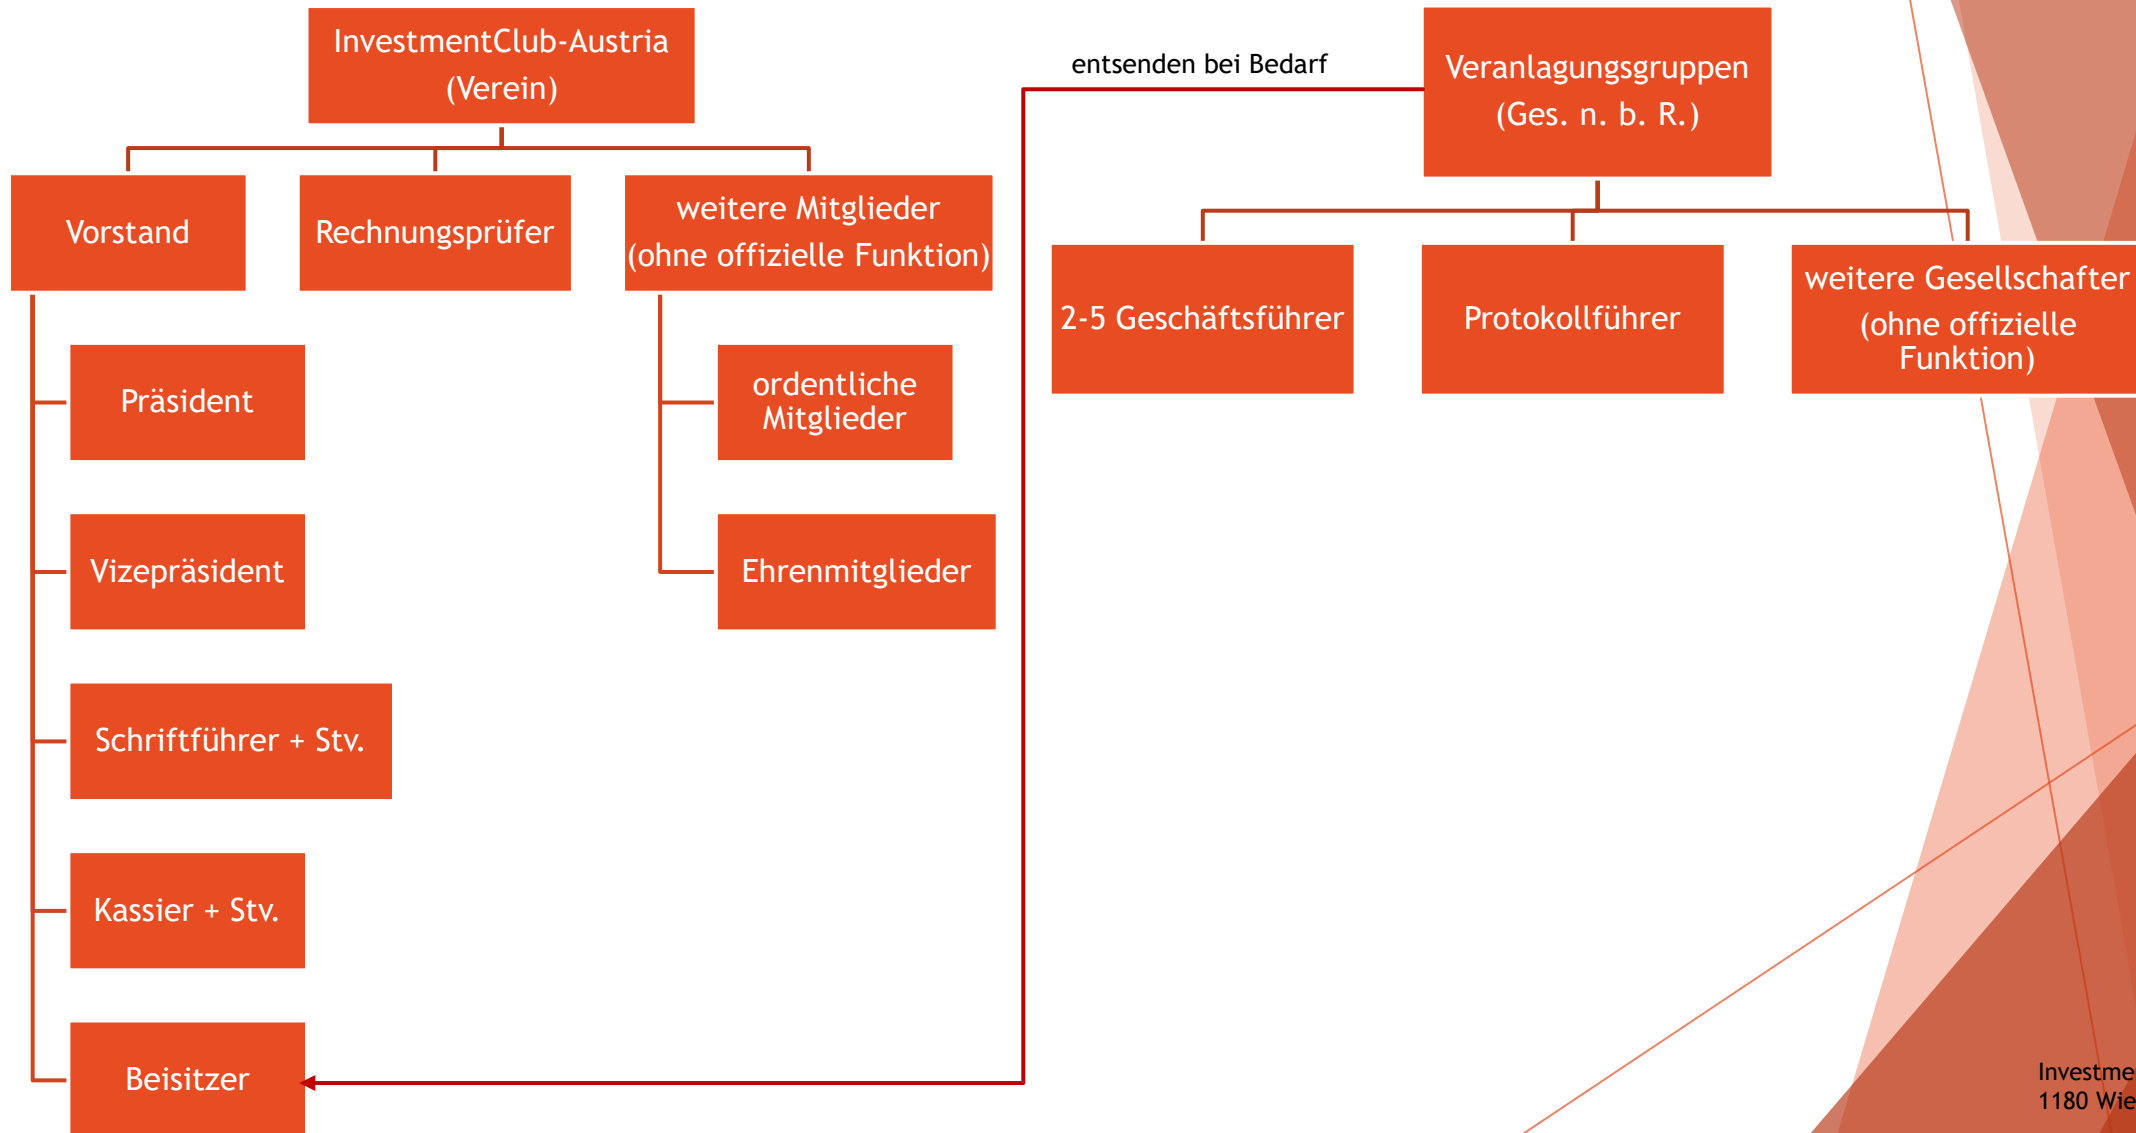 InvestmentClub-Austria
(Verein)
entsenden bei Bedarf
Veranlagungsgruppen
(Ges. n. b. R.)
Vorstand
Rechnungsprüfer
weitere Mitglieder
(ohne offizielle Funktion)
2-5 Geschäftsführer
Protokollführer
weitere Gesellschafter
(ohne offizielle
Funktion)
Präsident
ordentliche
Mitglieder
Vizepräsident
Ehrenmitglieder
Schriftführer + Stv.
Kassier + Stv.
Beisitzer
1180